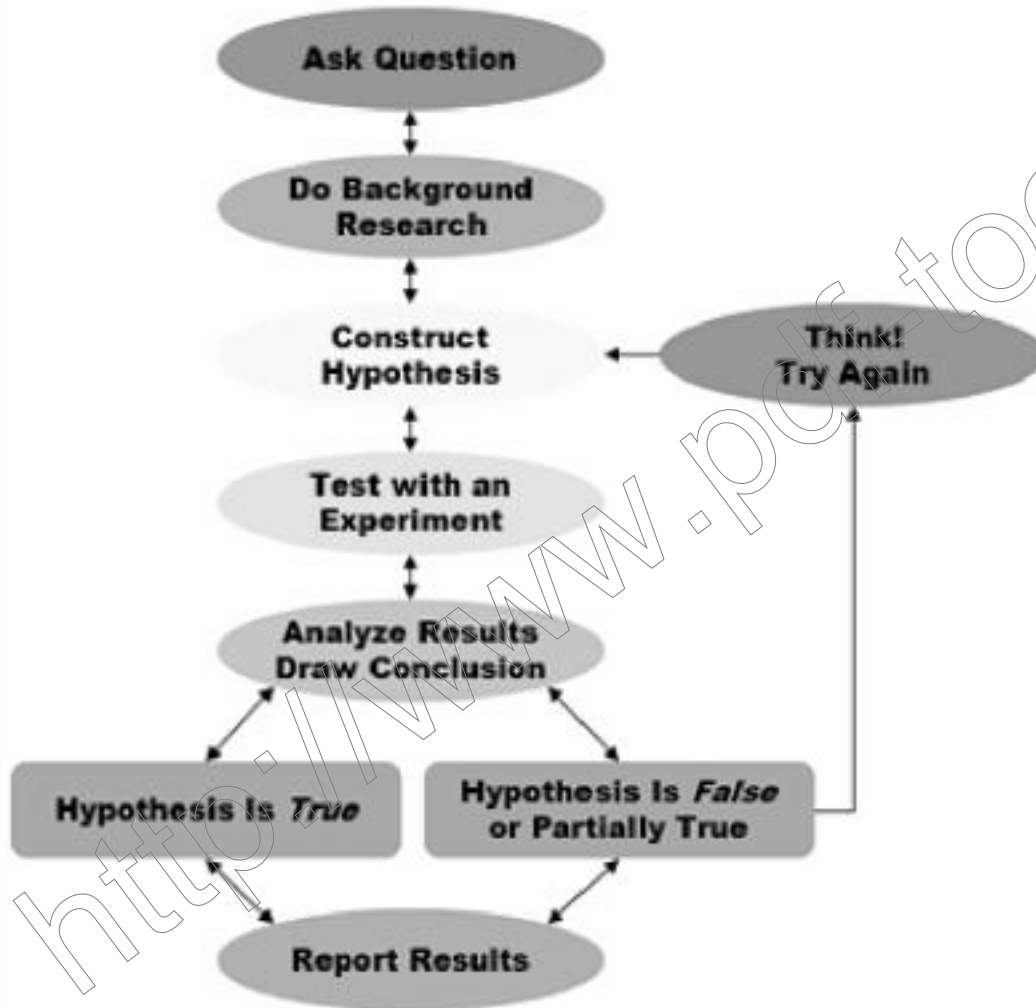 Ask Question
Do Background
Research
Construct
Hypothesis
Think!
Try Again
Test with an
Experiment
Analyze Results
Draw Conclusion
Hypothesis Is True
Hypothesis Is False
or Partially True
Report Results
http://www.pdf-too